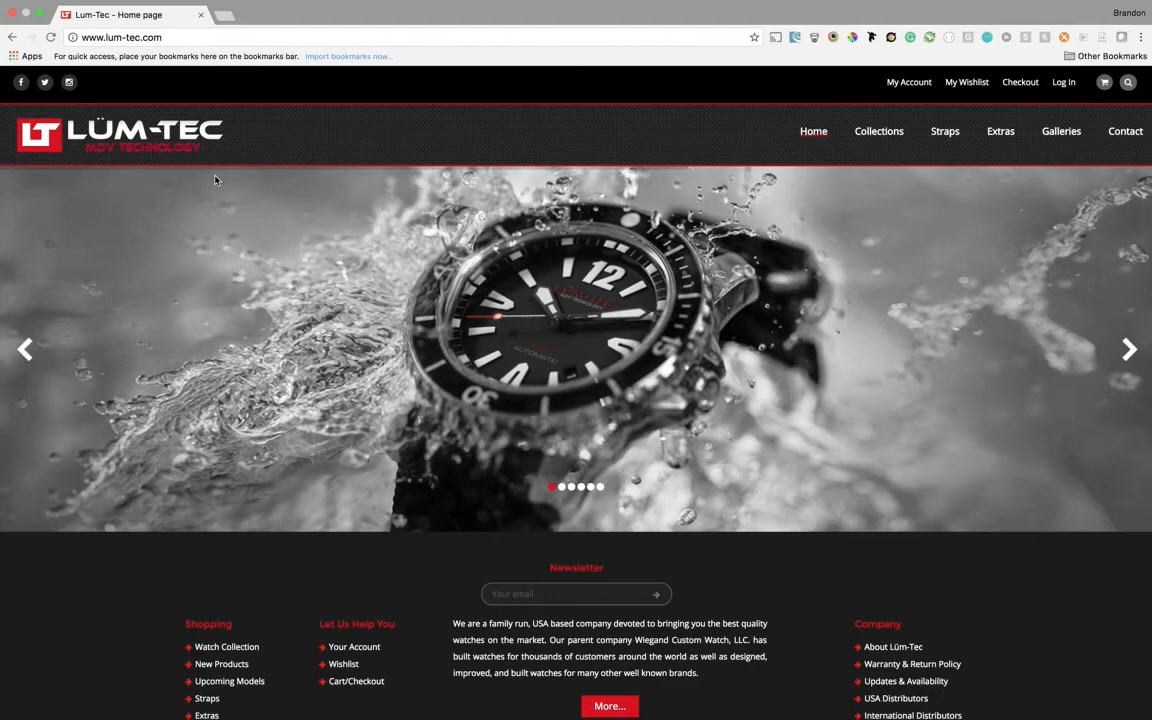 Lum-Tec - Home page
Brandon
www.lum-tec.com
Apps
For quick access, place your bookmarks here on the bookmarks bar.
Import bookmarks now...
Other Bookmarks
My Account
My Wishlist
Checkout
Log In
LT LÜM-TEC
MDV TECHNOLOGY
Home
Collections
Straps
Extras
Galleries
Contact
12
AUTOMATIC
Newsletter
Your email
Shopping
Watch Collection
New Products
Upcoming Models
Straps
Extras
Let Us Help You
Your Account
Wishlist
Cart/Checkout
We are a family run, USA based company devoted to bringing you the best quality
watches on the market. Our parent company Wiegand Custom Watch, LLC. has
built watches for thousands of customers around the world as well as designed,
improved, and built watches for many other well known brands.
More...
Company
About Lüm-Tec
Warranty & Return Policy
Updates & Availability
USA Distributors
International Distributors